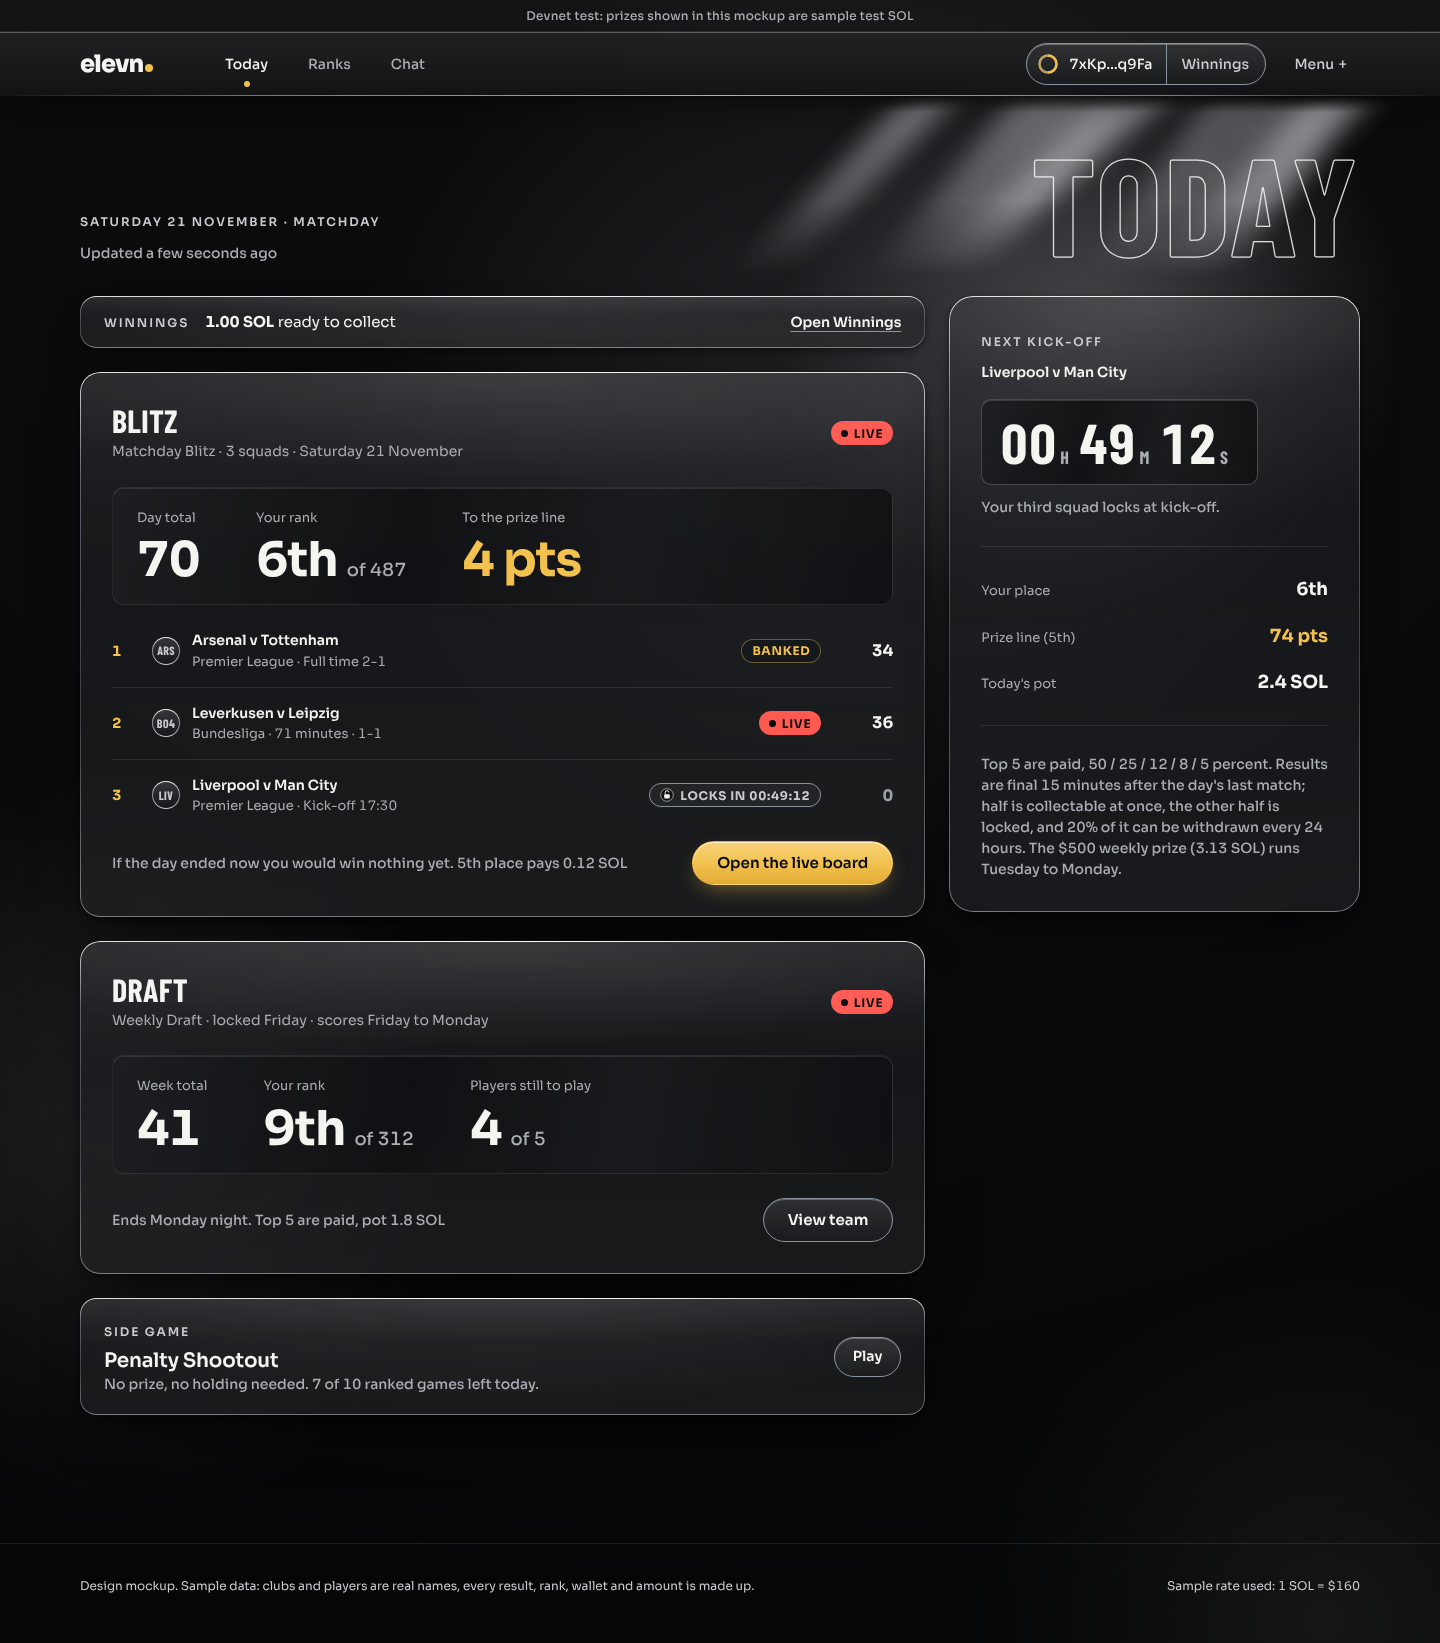 Devnet test: prizes shown in this mockup are sample test SOL
elevn.
Today
Ranks
Chat
7xKp...q9Fa
Winnings
Menu +
TODAY
SATURDAY 21 NOVEMBER · MATCHDAY
Updated a few seconds ago
WINNINGS 1.00 SOL ready to collect
Open Winnings
BLITZ
Matchday Blitz · 3 squads · Saturday 21 November
LIVE
Day total
70
Your rank
6th of 487
To the prize line
4 pts
1
ARS
Arsenal v Tottenham
Premier League · Full time 2-1
BANKED
34
2
B04
Leverkusen v Leipzig
Bundesliga · 71 minutes · 1-1
LIVE
36
3
LIV
Liverpool v Man City
Premier League · Kick-off 17:30
LOCKS IN 00:49:12
0
If the day ended now you would win nothing yet. 5th place pays 0.12 SOL
Open the live board
NEXT KICK-OFF
Liverpool v Man City
00 H 49 M 12 S
Your third squad locks at kick-off.
Your place
6th
Prize line (5th)
74 pts
Today's pot
2.4 SOL
Top 5 are paid, 50 / 25 / 12 / 8 / 5 percent. Results
are final 15 minutes after the day's last match;
half is collectable at once, the other half is
locked, and 20% of it can be withdrawn every 24
hours. The $500 weekly prize (3.13 SOL) runs
Tuesday to Monday.
DRAFT
Weekly Draft · locked Friday · scores Friday to Monday
LIVE
Week total
41
Your rank
9th of 312
Players still to play
4 of 5
Ends Monday night. Top 5 are paid, pot 1.8 SOL
View team
SIDE GAME
Penalty Shootout
No prize, no holding needed. 7 of 10 ranked games left today.
Play
Design mockup. Sample data: clubs and players are real names, every result, rank, wallet and amount is made up.
Sample rate used: 1 SOL = $160